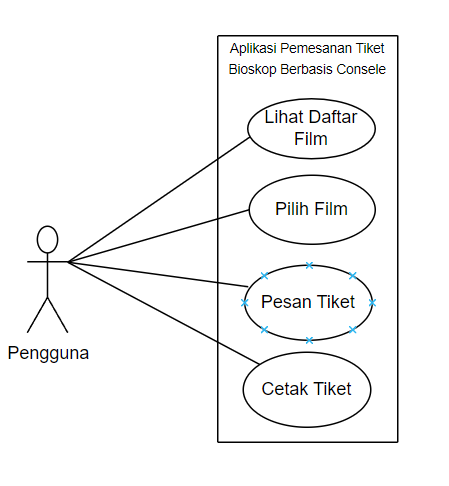 Aplikasi Pemesanan Tiket
Bioskop Berbasis Consele
Lihat Daftar
Film
Pilih Film
Pesan Tiket
Cetak Tiket
Pengguna